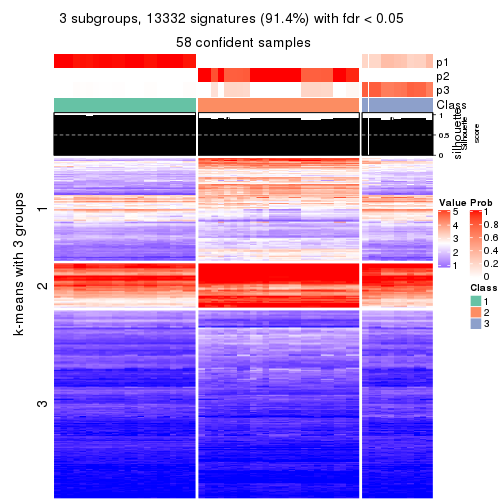 3 subgroups, 13332 signatures (91.4%) with fdr < 0.05
58 confident samples
p1
p2
p3
Class
1
0.5
0
silhouette
Silhouette
score
k-means with 3 groups
1
2
3
Value
5
4
3
2
1
Prob
1
0.8
0.6
0.4
0.2
0
Class
1
2
3